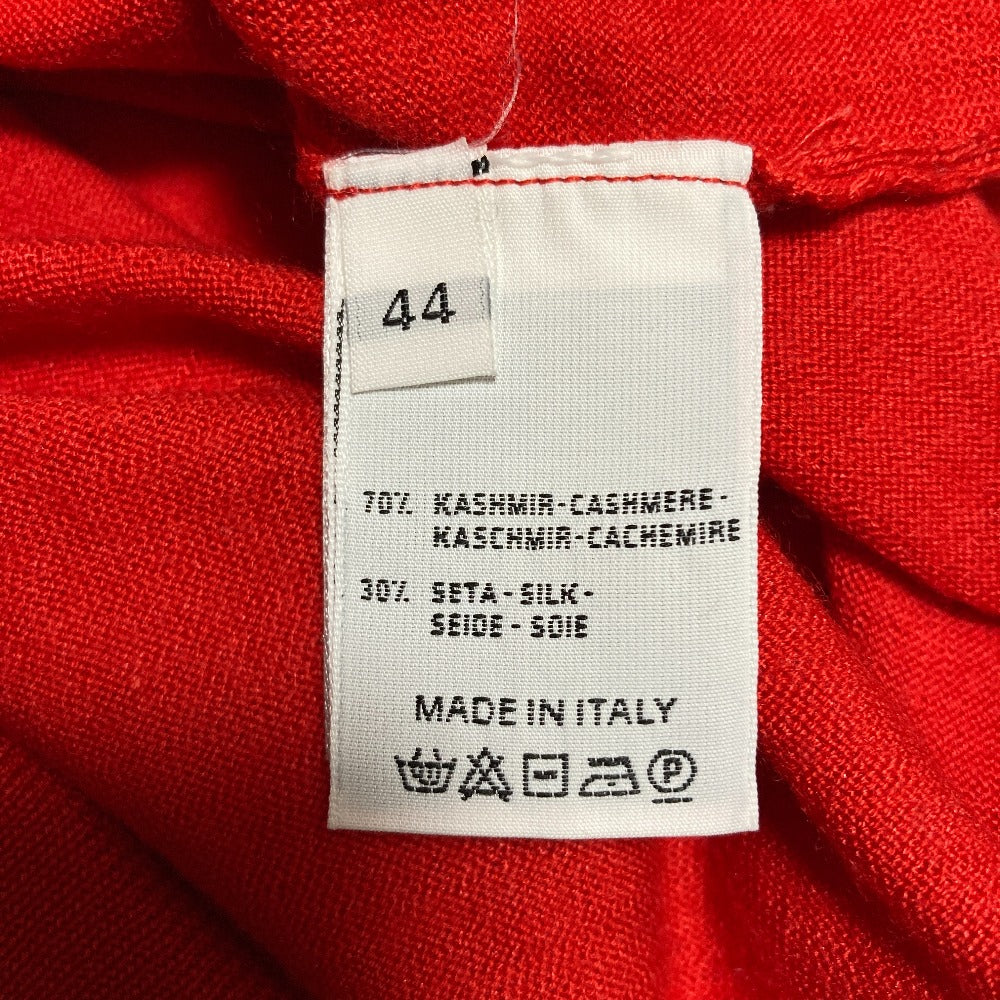 44
70% KASHMIR-CASHMERE-
KASCHMIR-CACHEMIRE
30% SETA-SILK-
SEIDE-SOIE
MADE IN ITALY
P